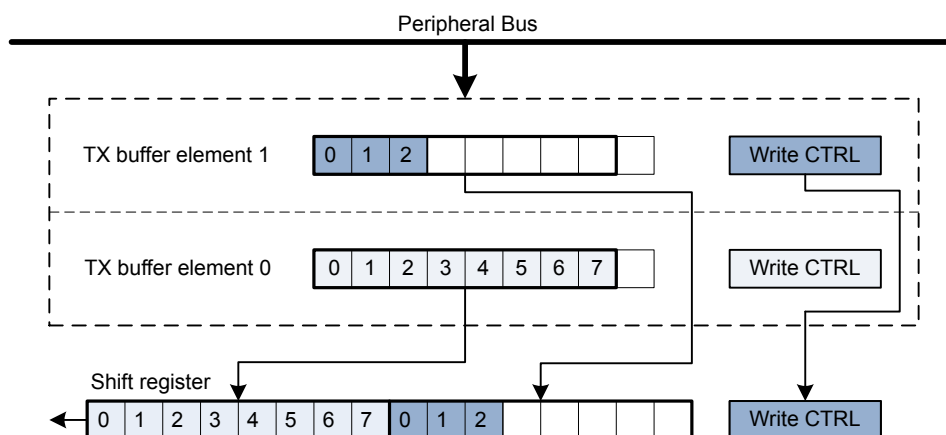 Peripheral Bus
TX buffer element 1
0 1 2
Write CTRL
TX buffer element 0
0 1 2 3 4 5 6 7
Write CTRL
Shift register
0 1 2 3 4 5 6 7 0 1 2
Write CTRL